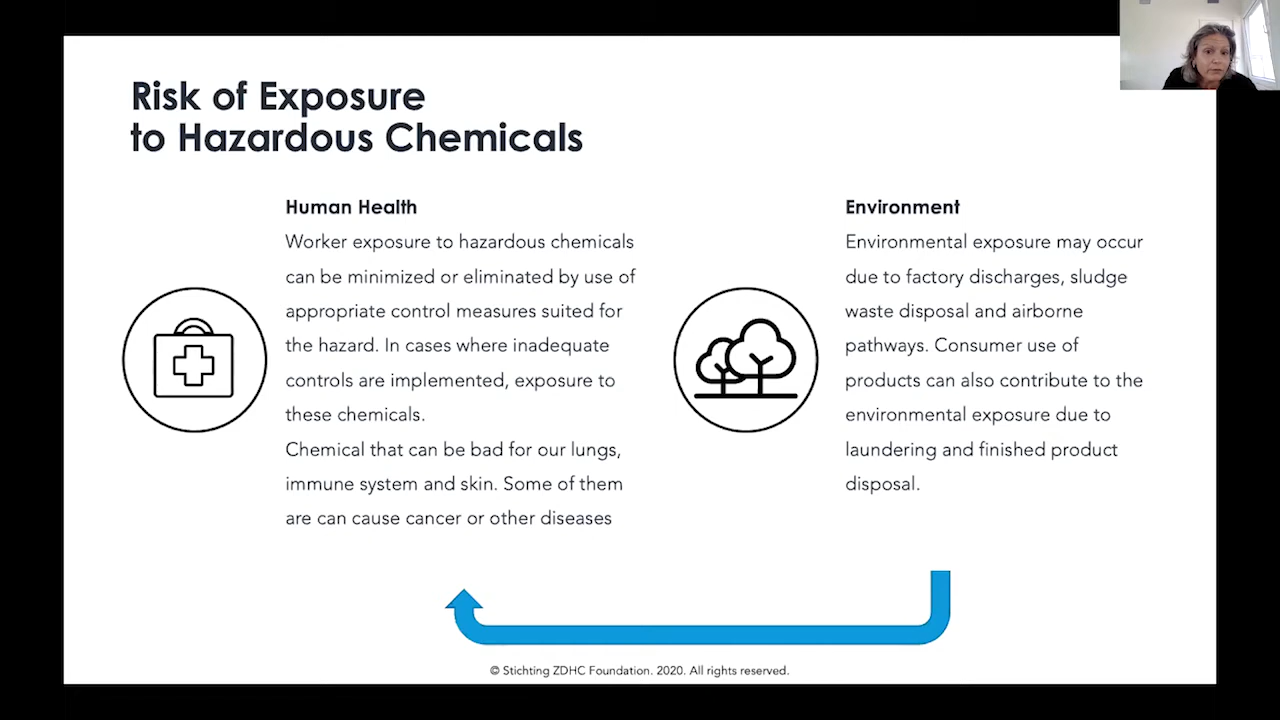 Risk of Exposure
to Hazardous Chemicals
Human Health
Worker exposure to hazardous chemicals
can be minimized or eliminated by use of
appropriate control measures suited for
the hazard. In cases where inadequate
controls are implemented, exposure to
these chemicals.
Chemical that can be bad for our lungs,
immune system and skin. Some of them
are can cause cancer or other diseases
Environment
Environmental exposure may occur
due to factory discharges, sludge
waste disposal and airborne
pathways. Consumer use of
products can also contribute to the
environmental exposure due to
laundering and finished product
disposal.
© Stichting ZDHC Foundation. 2020. All rights reserved.